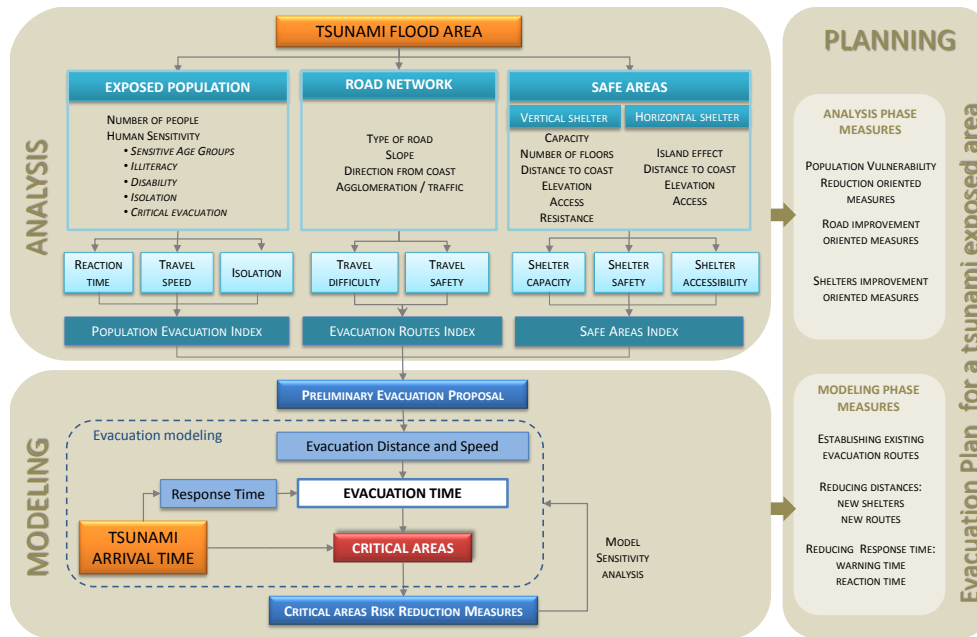 TSUNAMI FLOOD AREA
ANALYSIS
EXPOSED POPULATION
NUMBER OF PEOPLE
HUMAN SENSITIVITY
• SENSITIVE AGE GROUPS
• ILLITERACY
• DISABILITY
• ISOLATION
• CRITICAL EVACUATION
ROAD NETWORK
TYPE OF ROAD
SLOPE
DIRECTION FROM COAST
AGGLOMERATION / TRAFFIC
SAFE AREAS
VERTICAL SHELTER
CAPACITY
NUMBER OF FLOORS
DISTANCE TO COAST
ELEVATION
ACCESS
RESISTANCE
HORIZONTAL SHELTER
ISLAND EFFECT
DISTANCE TO COAST
ELEVATION
ACCESS
REACTION
TIME
TRAVEL
SPEED
ISOLATION
TRAVEL
DIFFICULTY
TRAVEL
SAFETY
SHELTER
CAPACITY
SHELTER
SAFETY
SHELTER
ACCESSIBILITY
POPULATION EVACUATION INDEX
EVACUATION ROUTES INDEX
SAFE AREAS INDEX
MODELING
PRELIMINARY EVACUATION PROPOSAL
Evacuation modeling
Evacuation Distance and Speed
Response Time
EVACUATION TIME
TSUNAMI
ARRIVAL TIME
CRITICAL AREAS
MODEL
SENSITIVITY
ANALYSIS
CRITICAL AREAS RISK REDUCTION MEASURES
PLANNING
ANALYSIS PHASE
MEASURES
POPULATION VULNERABILITY
REDUCTION ORIENTED
MEASURES
ROAD IMPROVEMENT
ORIENTED MEASURES
SHELTERS IMPROVEMENT
ORIENTED MEASURES
MODELING PHASE
MEASURES
ESTABLISHING EXISTING
EVACUATION ROUTES
REDUCING DISTANCES:
NEW SHELTERS
NEW ROUTES
REDUCING RESPONSE TIME:
WARNING TIME
REACTION TIME
Evacuation Plan for a tsunami exposed area